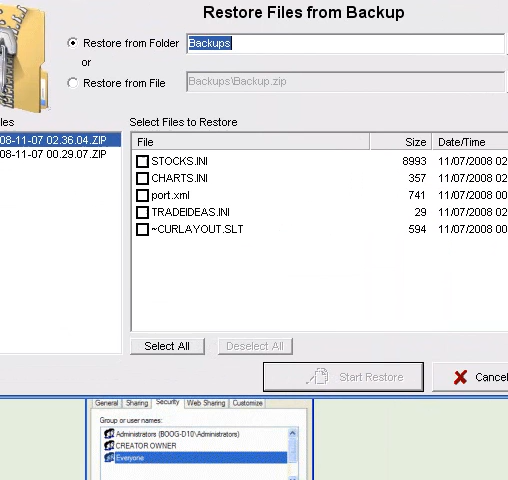 Restore Files from Backup
Restore from Folder Backups
or
Restore from File Backups\Backup.zip
les Select Files to Restore
File Size Date/Time
08-11-07 02.36.04.ZIP
08-11-07 00.29.07.ZIP
STOCKS.INI 8993 11/07/2008 02
CHARTS.INI 357 11/07/2008 02
port.xml 741 11/07/2008 00
TRADEIDEAS.INI 29 11/07/2008 02
~CURLAYOUT.SLT 594 11/07/2008 00
Select All Deselect All
Start Restore Cancel
General Sharing Security Web Sharing Customize
Group or user names:
Administrators (BOOG-D10\Administrators)
CREATOR OWNER
Everyone